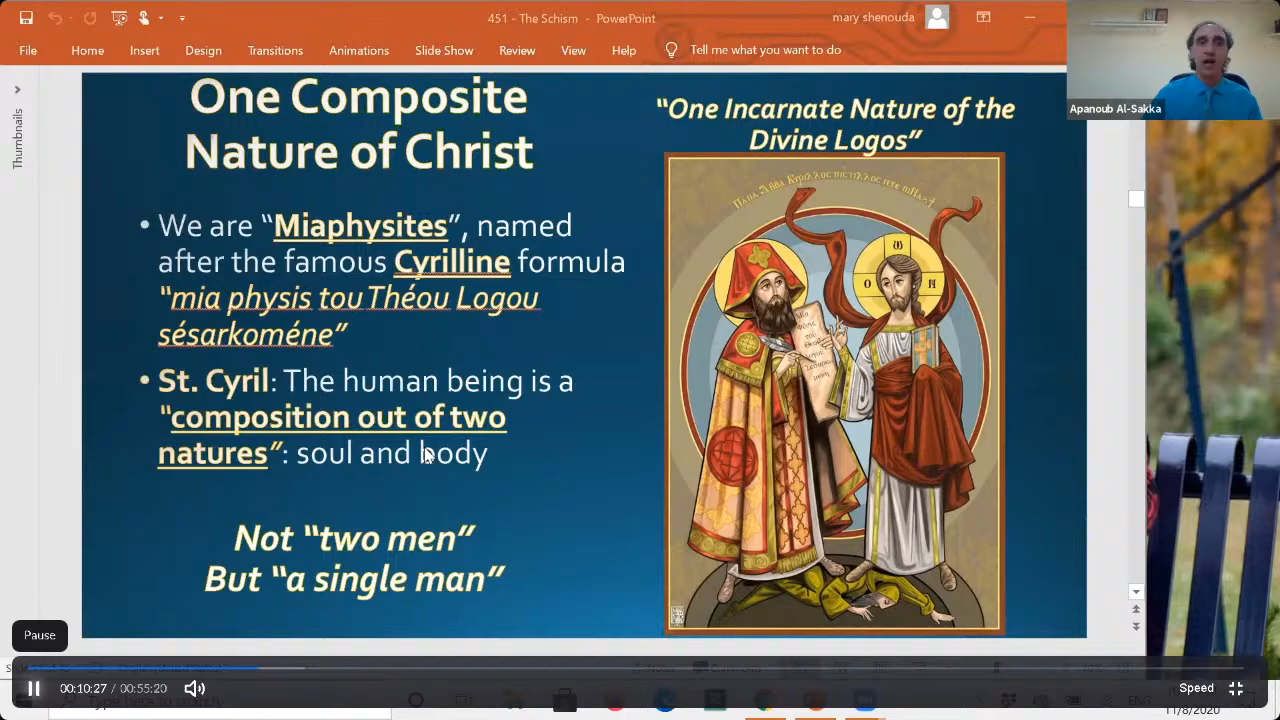 451 - The Schism - PowerPoint
mary shenouda
File Home Insert Design Transitions Animations Slide Show Review View Help Tell me what you want to do
Apanoub Al-Sakka
Thumbnails
One Composite
Nature of Christ
• We are “Miaphysites”, named
after the famous Cyrilline formula
“mia physis tou Théou Logou
sésarkoméne”
• St. Cyril: The human being is a
“composition out of two
natures”: soul and body
Not “two men”
But “a single man”
“One Incarnate Nature of the
Divine Logos”
Ⲡⲁⲡⲁ Ⲁⲃⲃⲁ Ⲕⲩⲣⲓⲗⲗⲟⲥ
Ο Ѡ Ν
Pause
00:10:27 / 00:55:20
Speed
11/8/2020